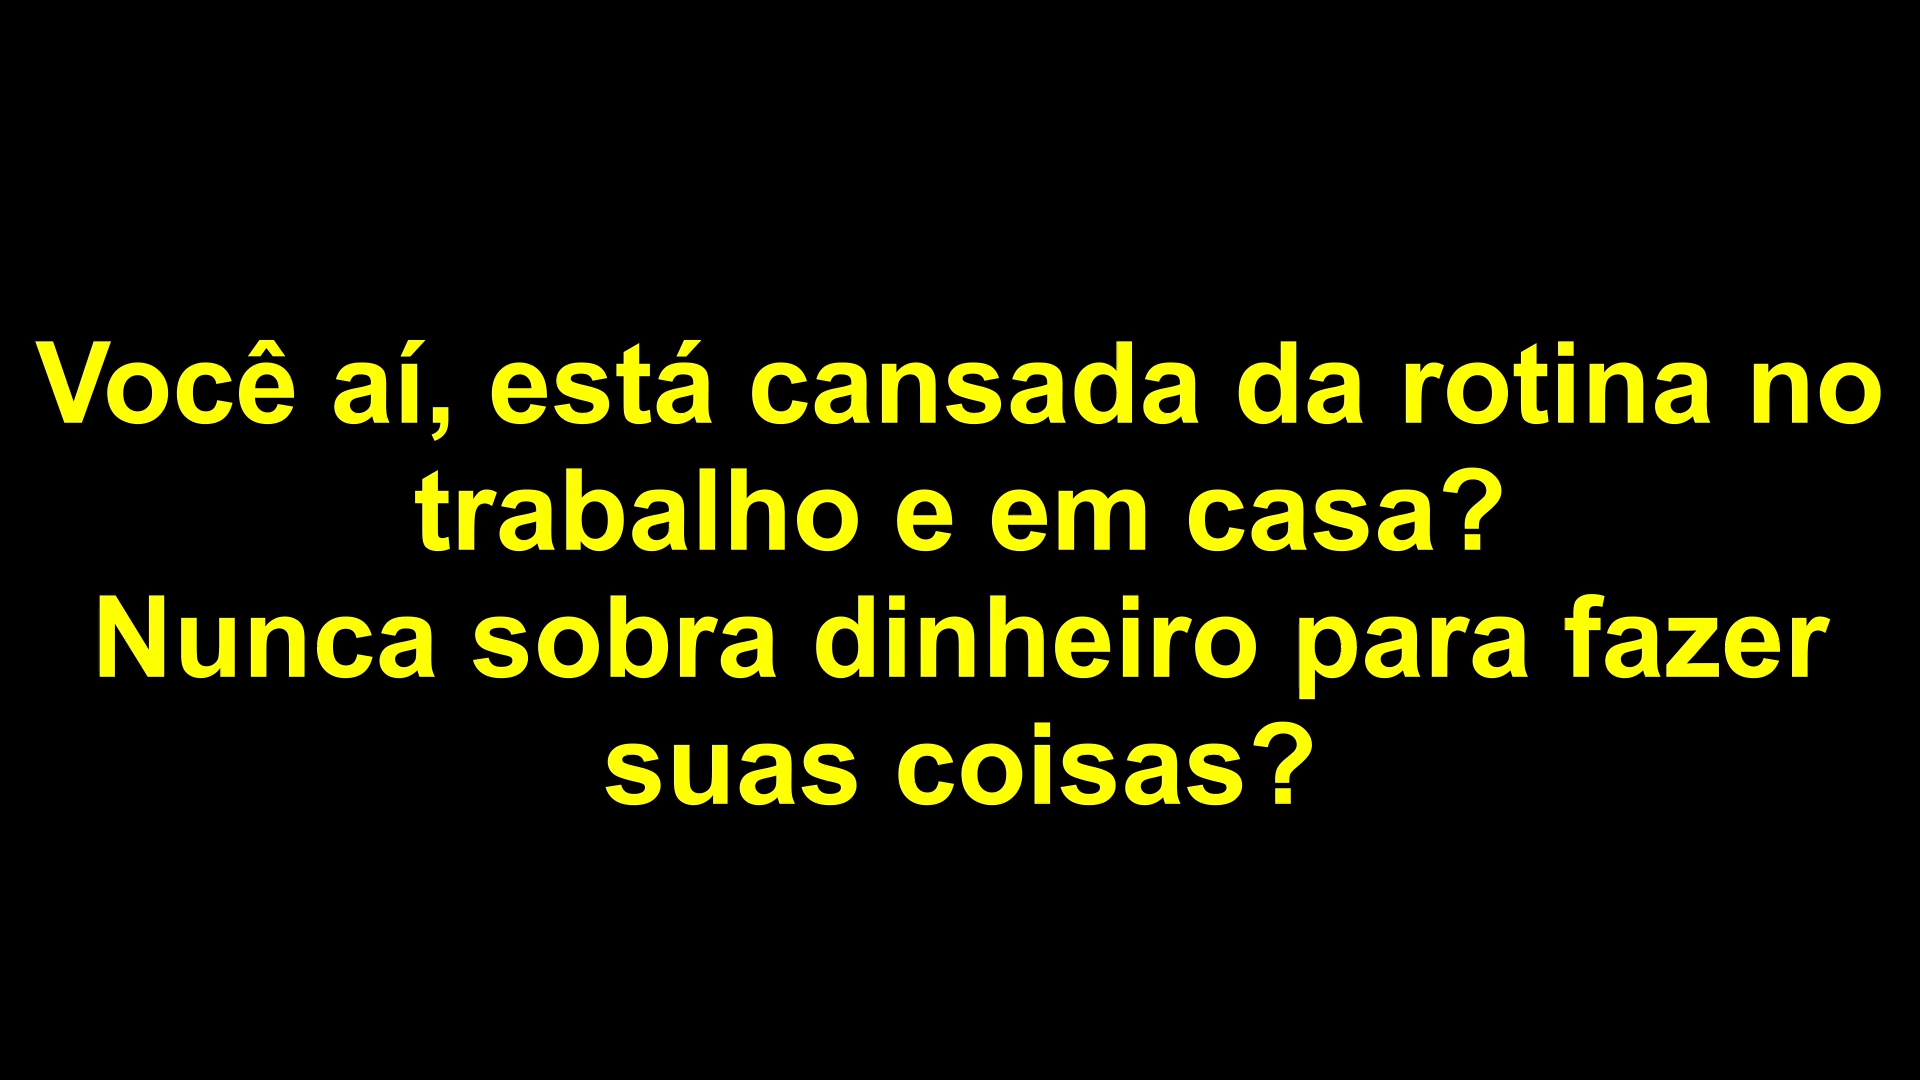 Você aí, está cansada da rotina no
trabalho e em casa?
Nunca sobra dinheiro para fazer
suas coisas?